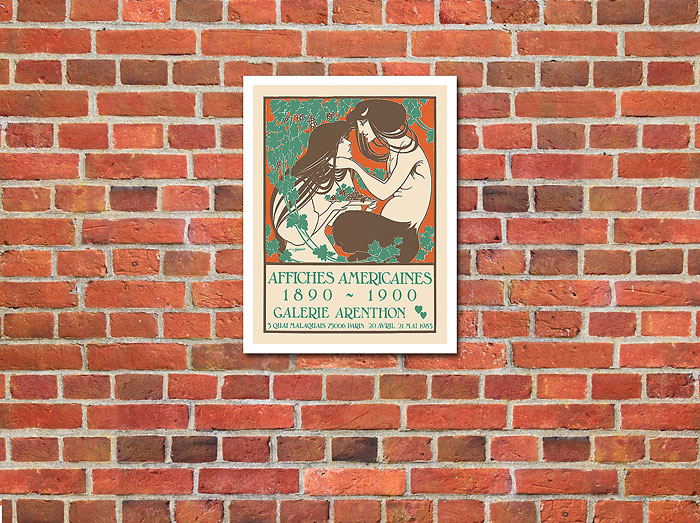 AFFICHES AMERICAINES
1890 ~ 1900
GALERIE ARENTHON
3 QUAI MALAQUAIS 75006 PARIS 20 AVRIL 21 MAI 1983